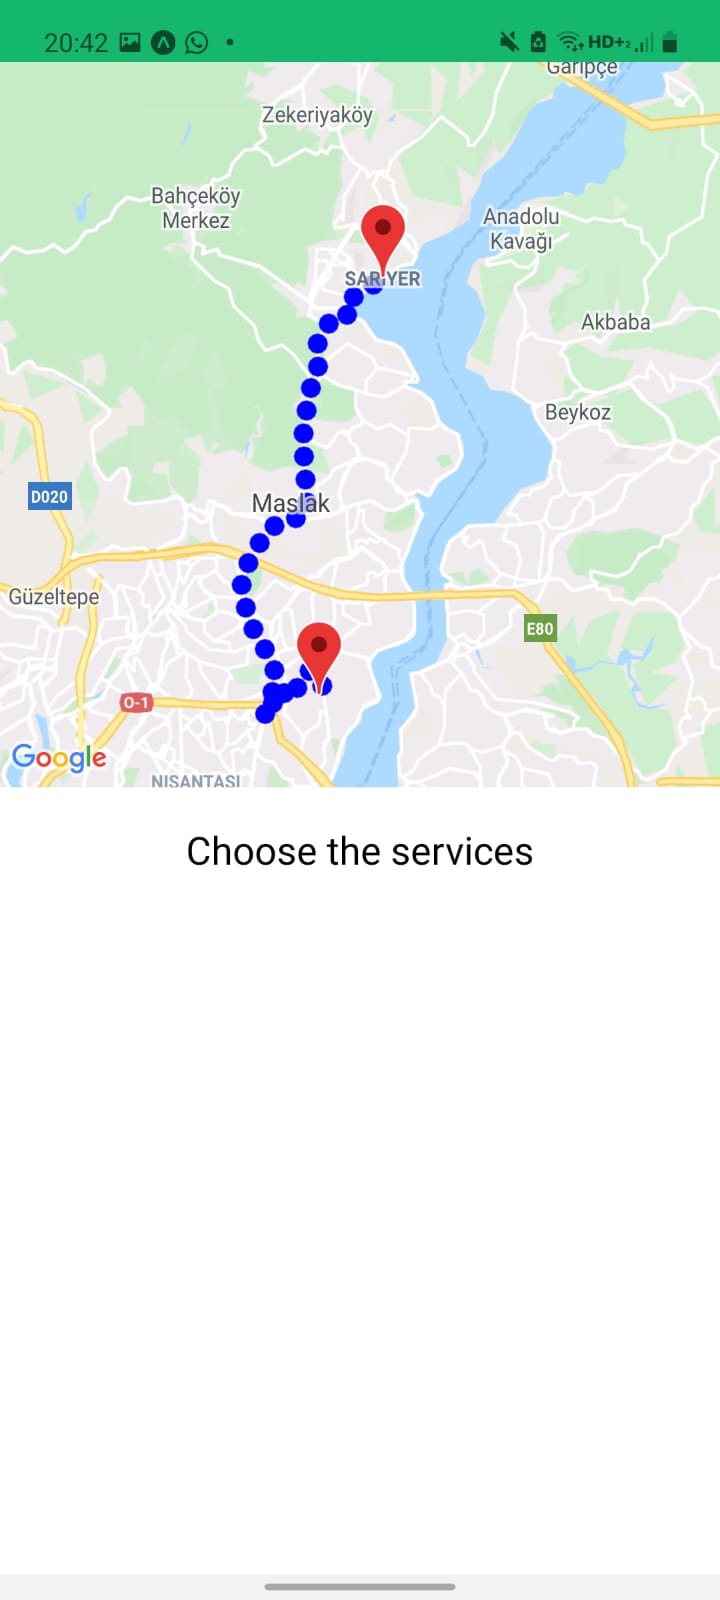 20:42
HD+2
Garipçe
Zekeriyaköy
Bahçeköy
Merkez
Anadolu
Kavağı
SARIYER
Akbaba
Beykoz
D020
Maslak
Güzeltepe
E80
O-1
Google
NISANTASI
Choose the services